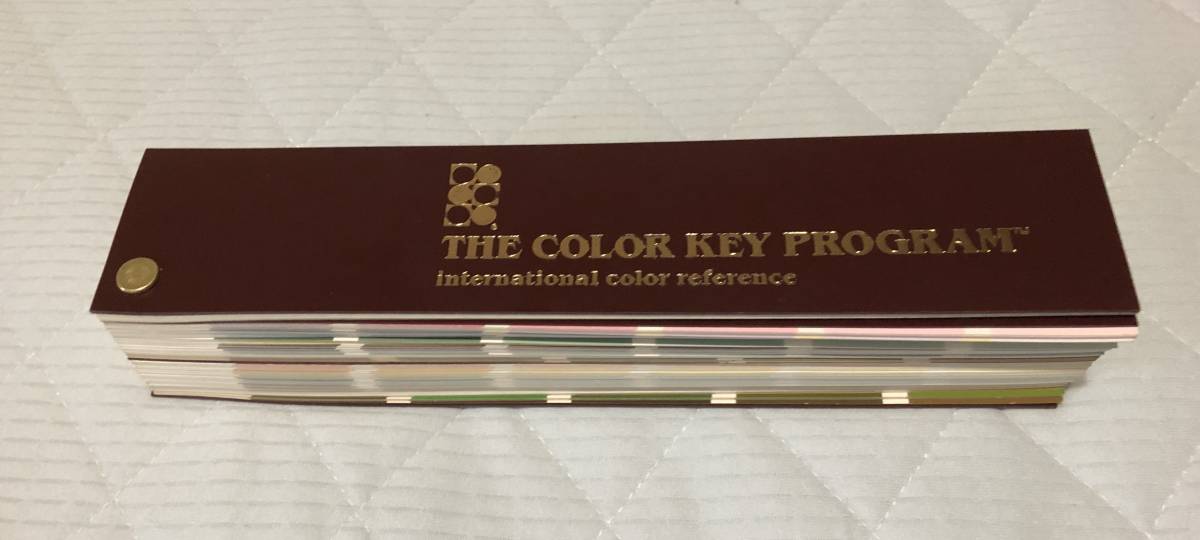 THE COLOR KEY PROGRAM™
international color reference